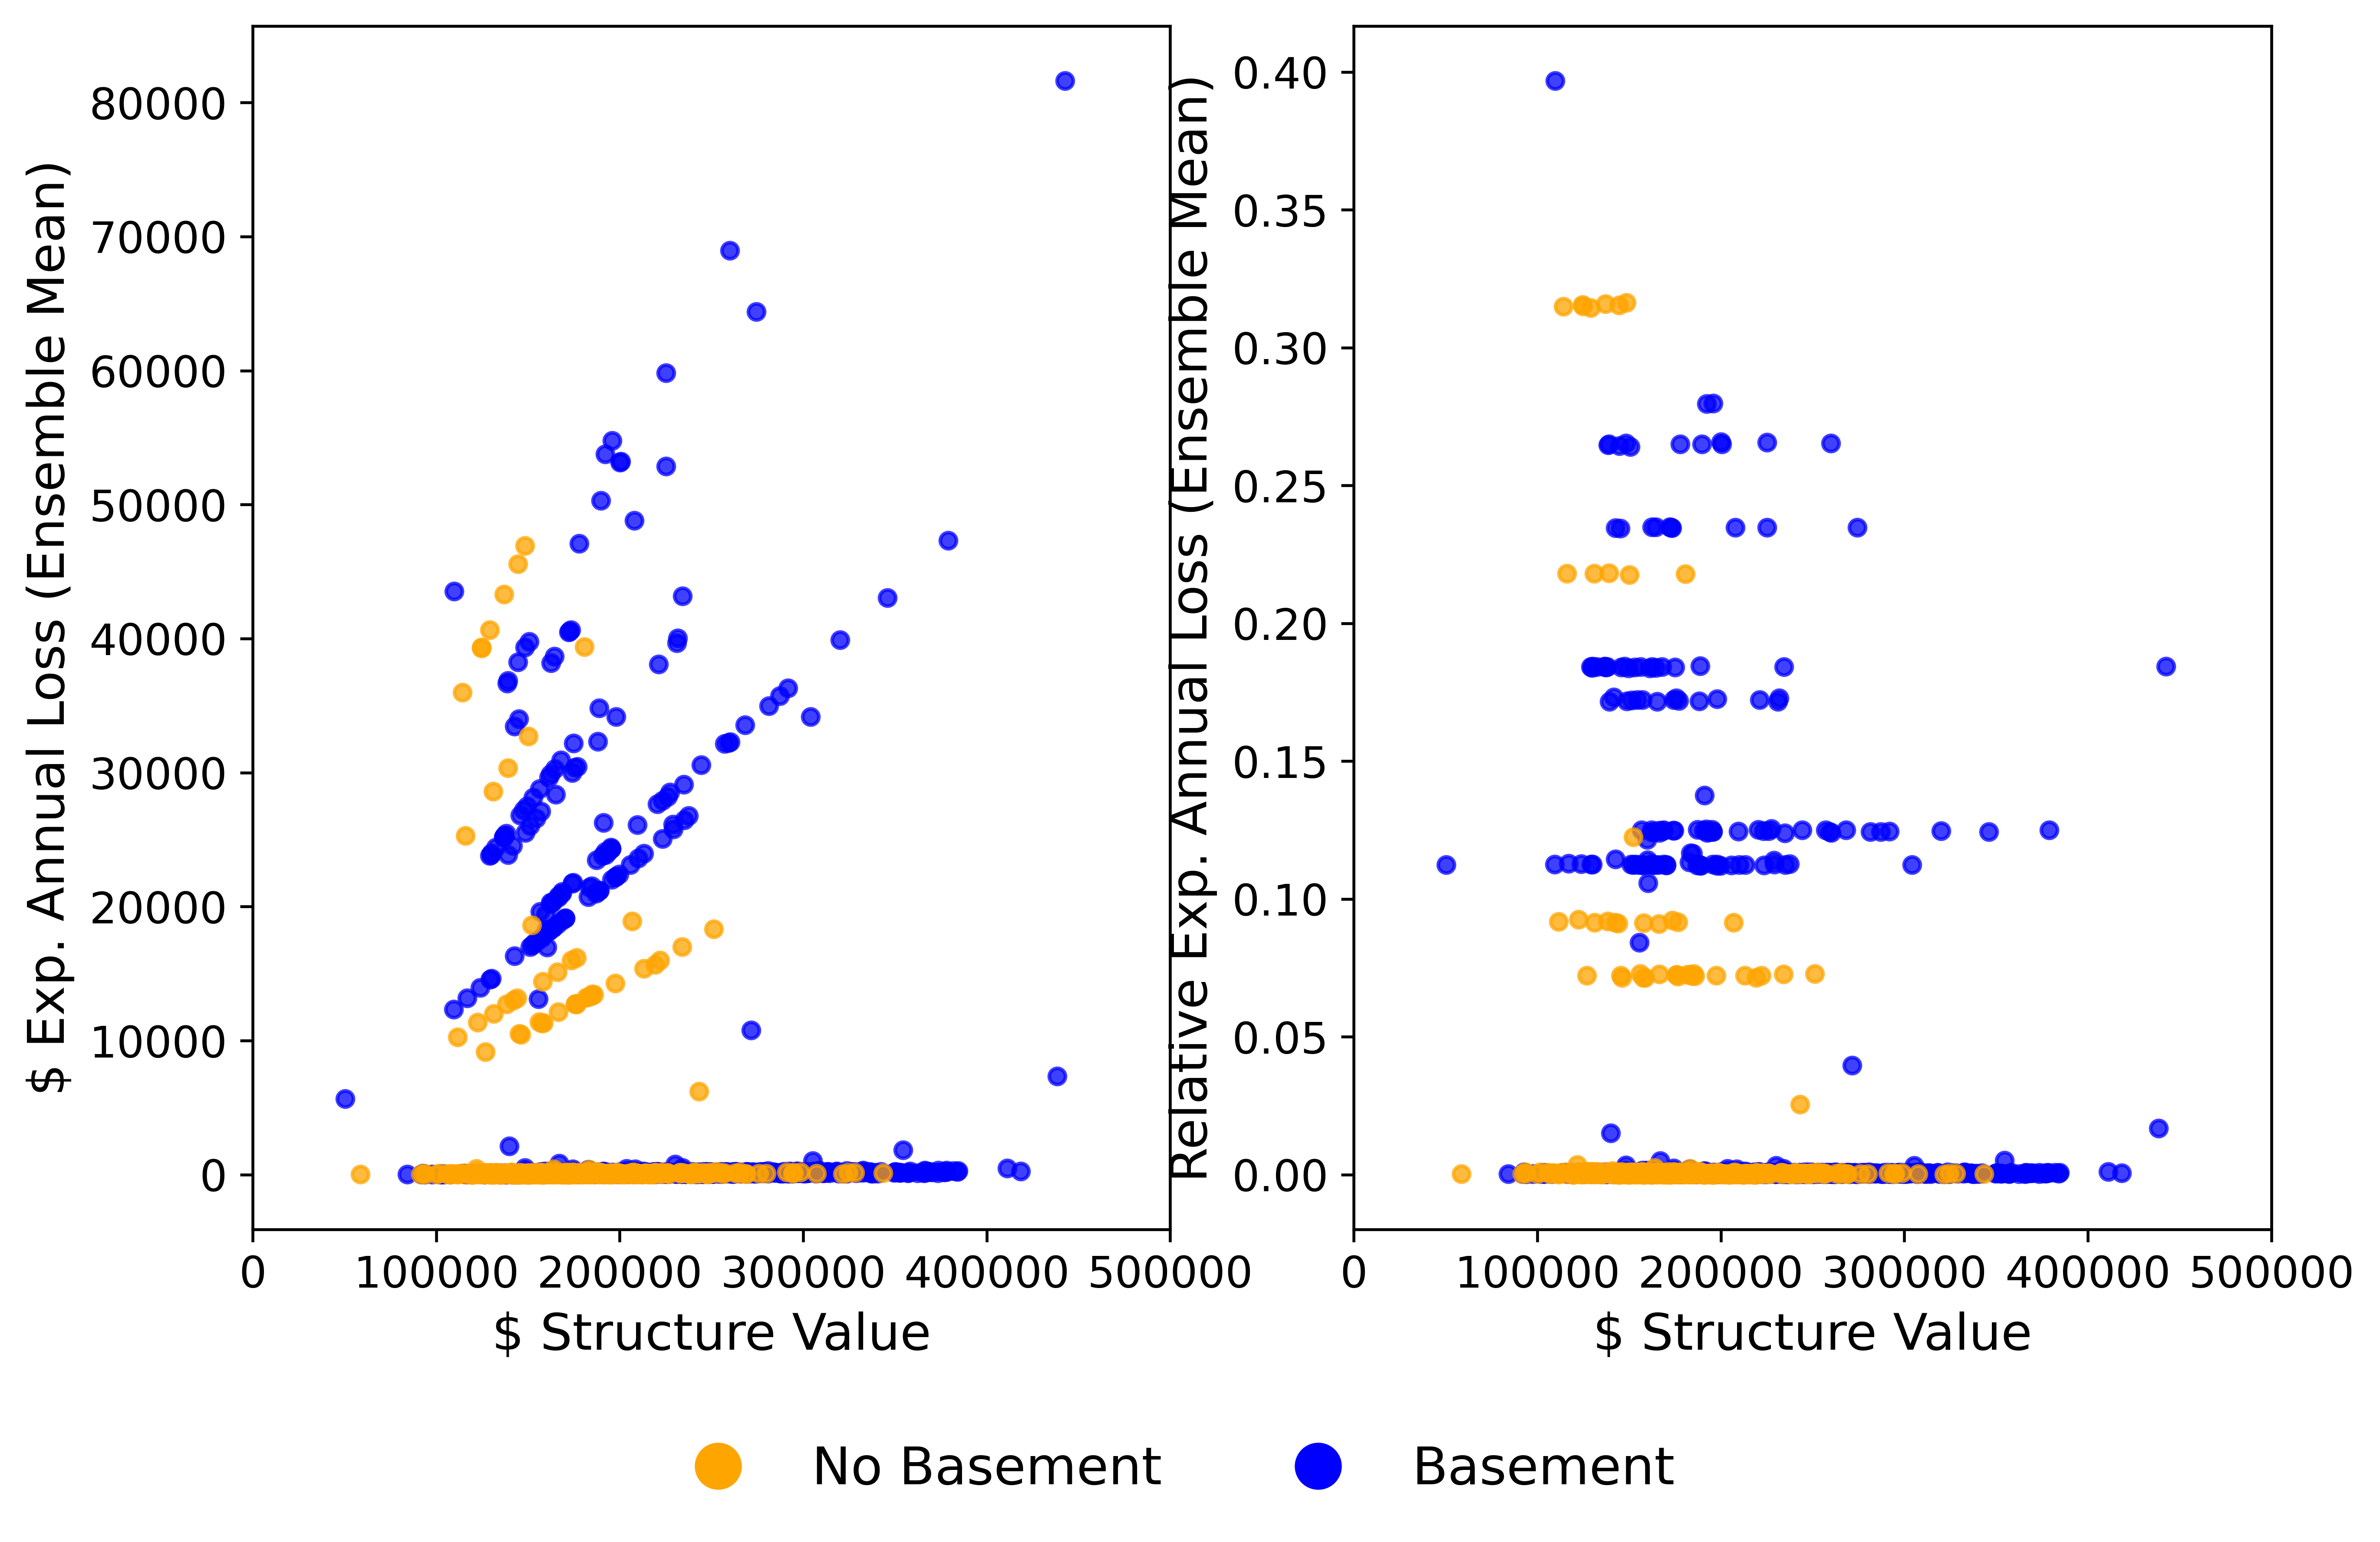 $ Exp. Annual Loss (Ensemble Mean)
80000
70000
60000
50000
40000
30000
20000
10000
0
0 100000 200000 300000 400000 500000
$ Structure Value
Relative Exp. Annual Loss (Ensemble Mean)
0.40
0.35
0.30
0.25
0.20
0.15
0.10
0.05
0.00
0 100000 200000 300000 400000 500000
$ Structure Value
No Basement Basement